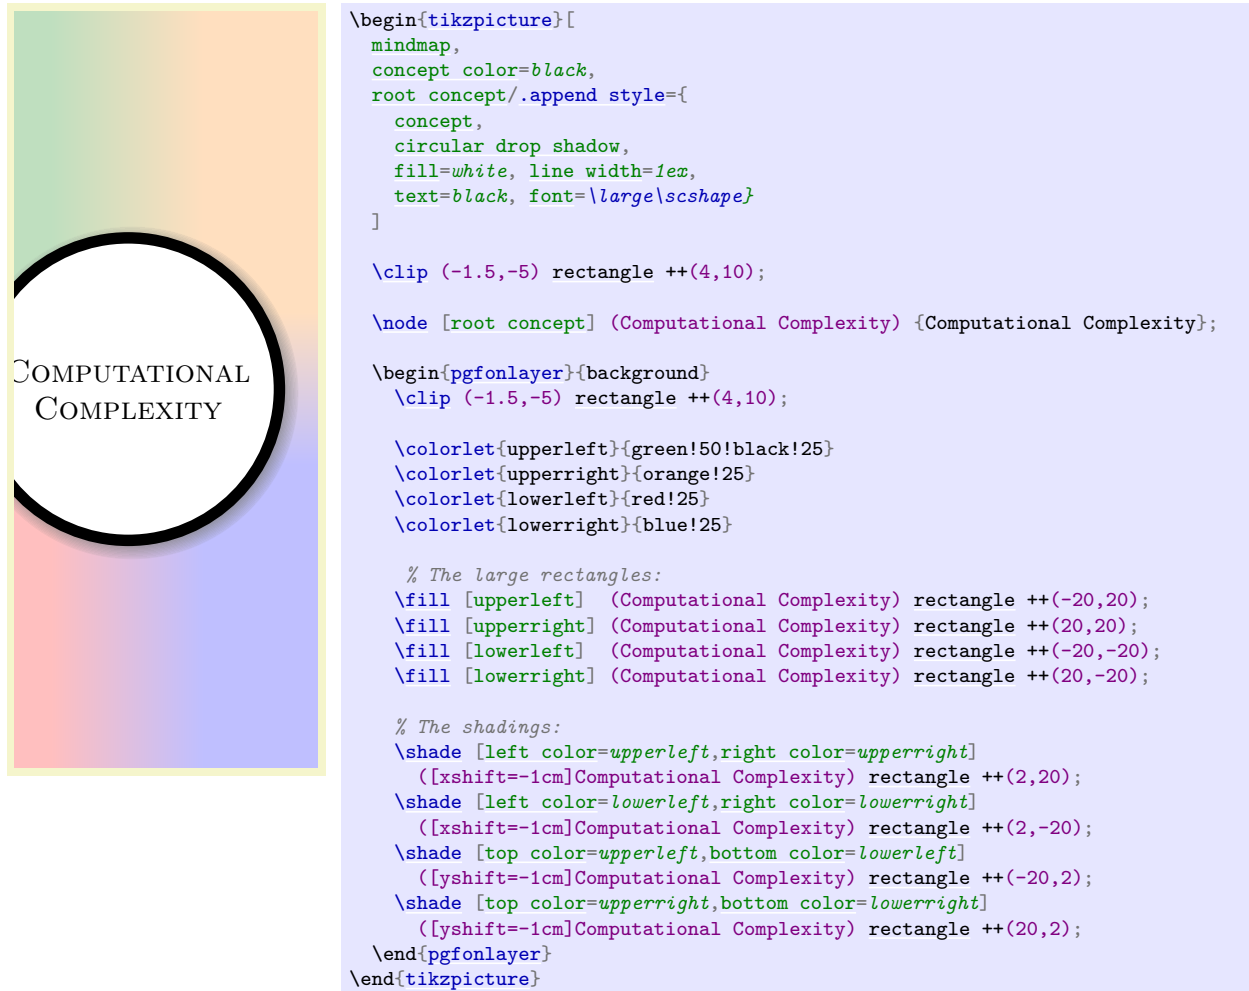 COMPUTATIONAL
COMPLEXITY
\begin{tikzpicture}[
  mindmap,
  concept color=black,
  root concept/.append style={
    concept,
    circular drop shadow,
    fill=white, line width=1ex,
    text=black, font=\large\scshape}
  ]

  \clip (-1.5,-5) rectangle ++(4,10);

  \node [root concept] (Computational Complexity) {Computational Complexity};

  \begin{pgfonlayer}{background}
    \clip (-1.5,-5) rectangle ++(4,10);

    \colorlet{upperleft}{green!50!black!25}
    \colorlet{upperright}{orange!25}
    \colorlet{lowerleft}{red!25}
    \colorlet{lowerright}{blue!25}

     % The large rectangles:
    \fill [upperleft]  (Computational Complexity) rectangle ++(-20,20);
    \fill [upperright] (Computational Complexity) rectangle ++(20,20);
    \fill [lowerleft]  (Computational Complexity) rectangle ++(-20,-20);
    \fill [lowerright] (Computational Complexity) rectangle ++(20,-20);

    % The shadings:
    \shade [left color=upperleft,right color=upperright]
      ([xshift=-1cm]Computational Complexity) rectangle ++(2,20);
    \shade [left color=lowerleft,right color=lowerright]
      ([xshift=-1cm]Computational Complexity) rectangle ++(2,-20);
    \shade [top color=upperleft,bottom color=lowerleft]
      ([yshift=-1cm]Computational Complexity) rectangle ++(-20,2);
    \shade [top color=upperright,bottom color=lowerright]
      ([yshift=-1cm]Computational Complexity) rectangle ++(20,2);
  \end{pgfonlayer}
\end{tikzpicture}